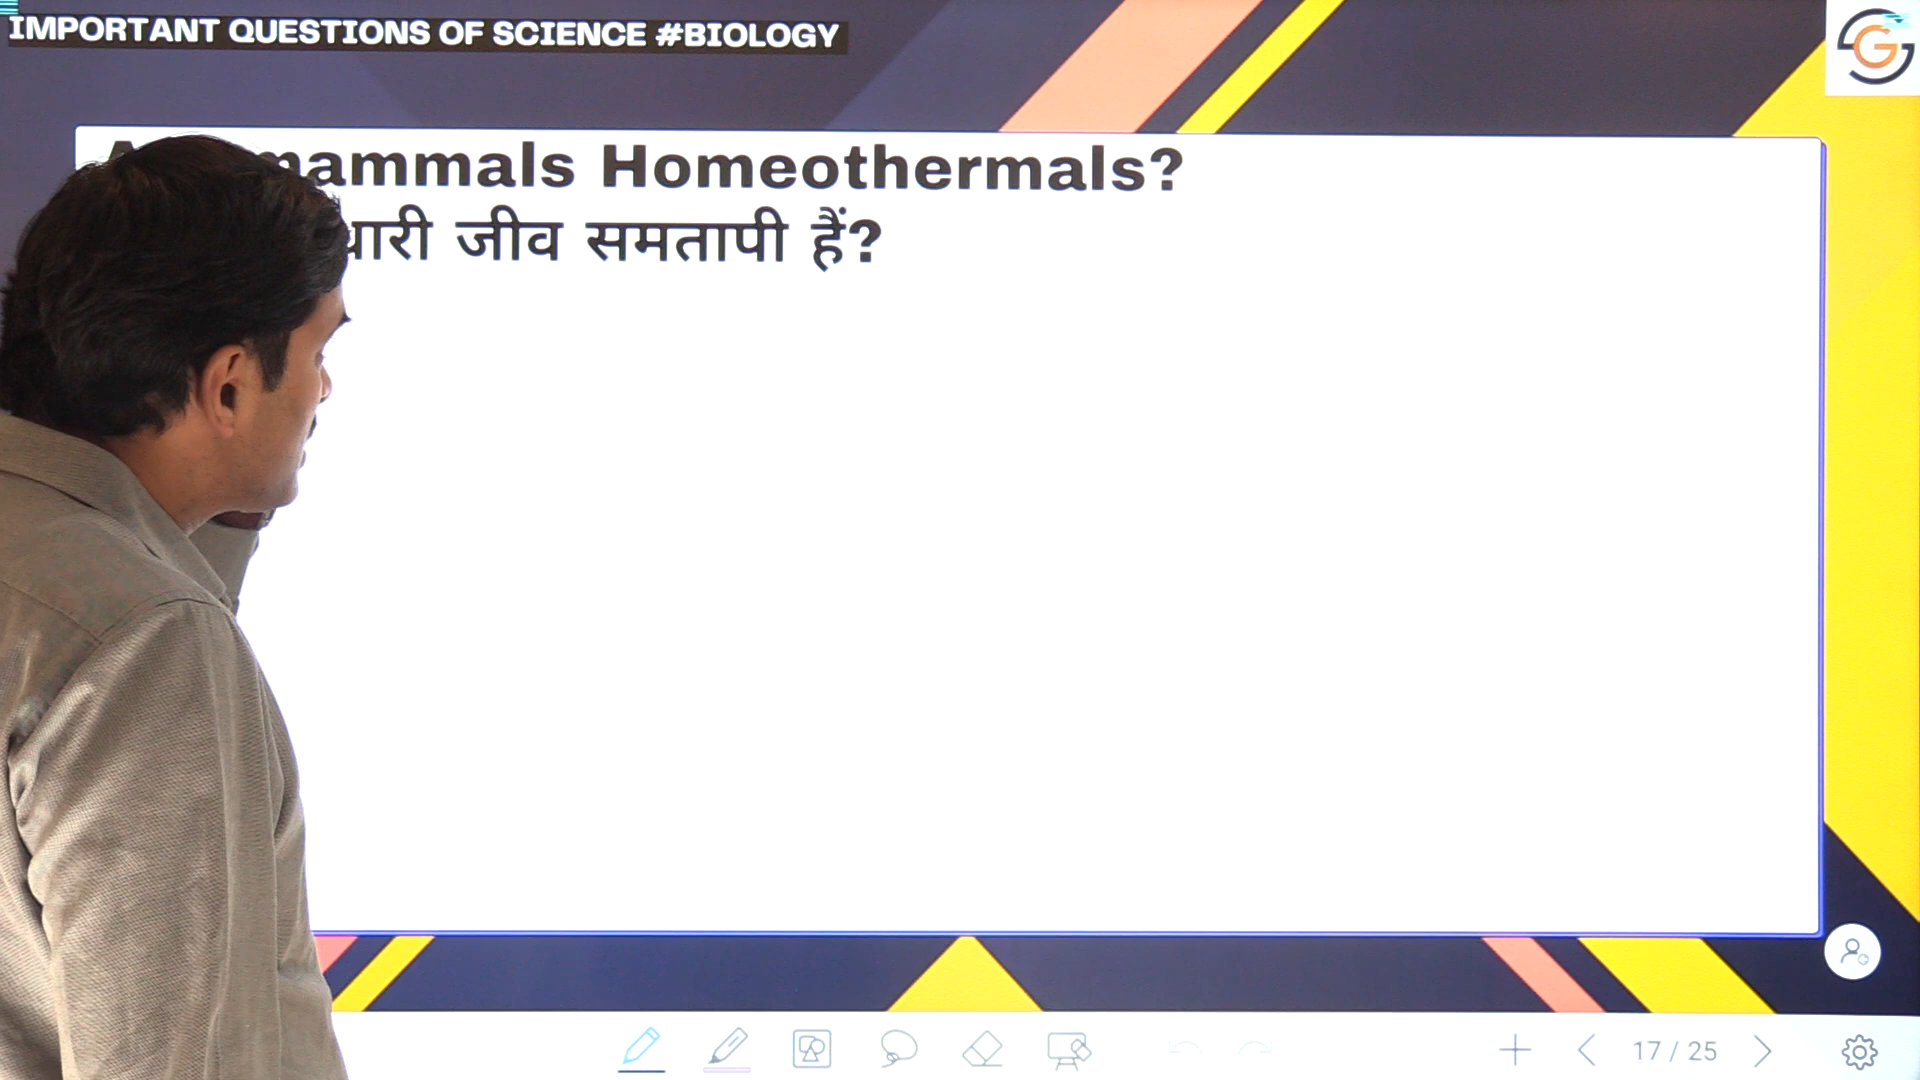 IMPORTANT QUESTIONS OF SCIENCE #BIOLOGY
mammals Homeothermals?
जीव समतापी हैं?
17 / 25